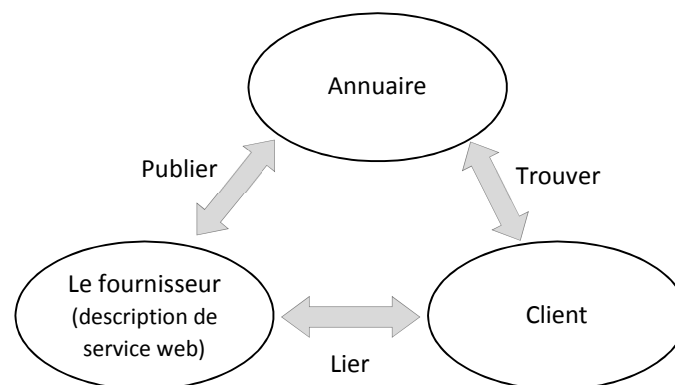 Annuaire
Publier
Trouver
Le fournisseur
(description de
service web)
Client
Lier